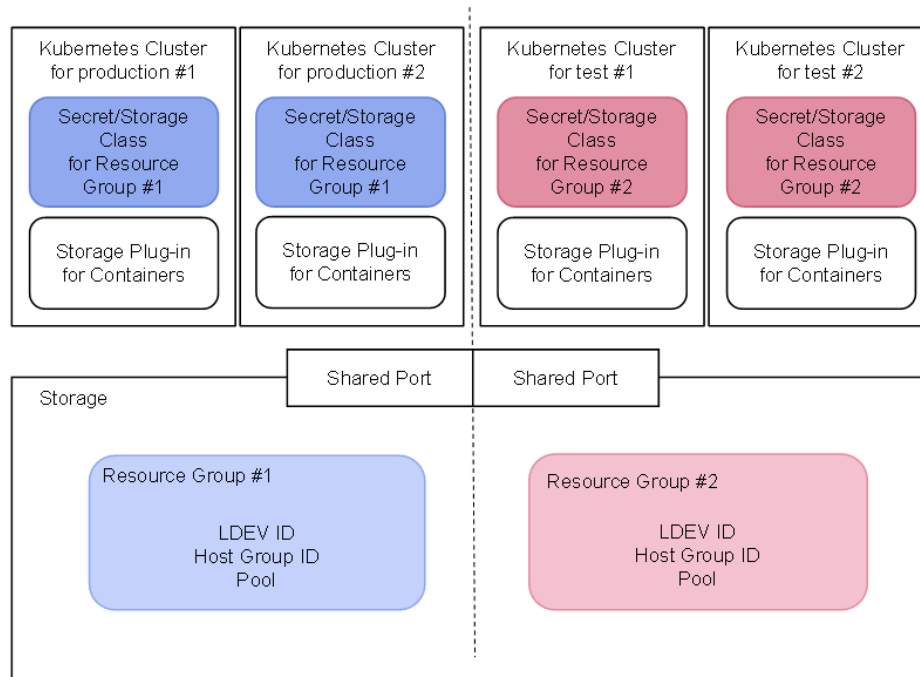 Kubernetes Cluster
for production #1
Secret/Storage
Class
for Resource
Group #1
Storage Plug-in
for Containers
Kubernetes Cluster
for production #2
Secret/Storage
Class
for Resource
Group #1
Storage Plug-in
for Containers
Kubernetes Cluster
for test #1
Secret/Storage
Class
for Resource
Group #2
Storage Plug-in
for Containers
Kubernetes Cluster
for test #2
Secret/Storage
Class
for Resource
Group #2
Storage Plug-in
for Containers
Shared Port
Shared Port
Storage
Resource Group #1
LDEV ID
Host Group ID
Pool
Resource Group #2
LDEV ID
Host Group ID
Pool